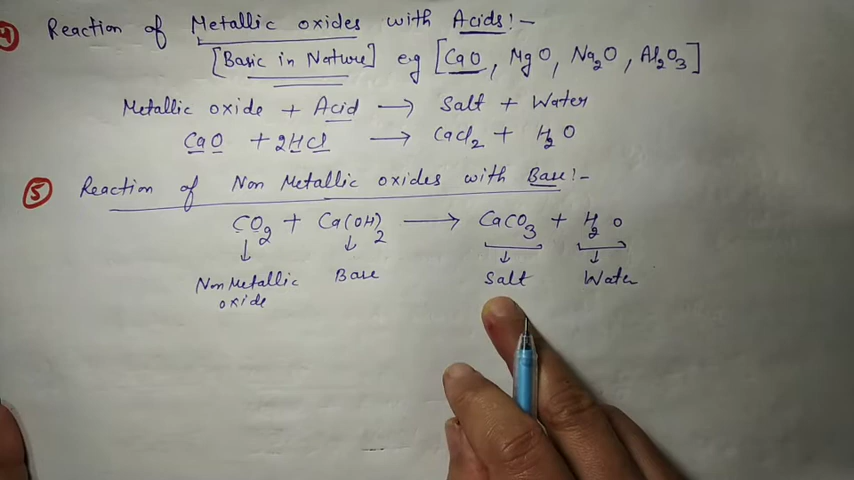 4 Reaction of Metallic oxides with Acids:-
[Basic in Nature] eg [CaO, MgO, Na₂O, Al₂O₃]
Metallic oxide + Acid → Salt + Water
CaO + 2HCl → CaCl₂ + H₂O
5 Reaction of Non Metallic oxides with Base:-
CO₂ + Ca(OH)₂ → CaCO₃ + H₂O
↓ ↓ ↓ ↓
Non Metallic oxide Base Salt Water